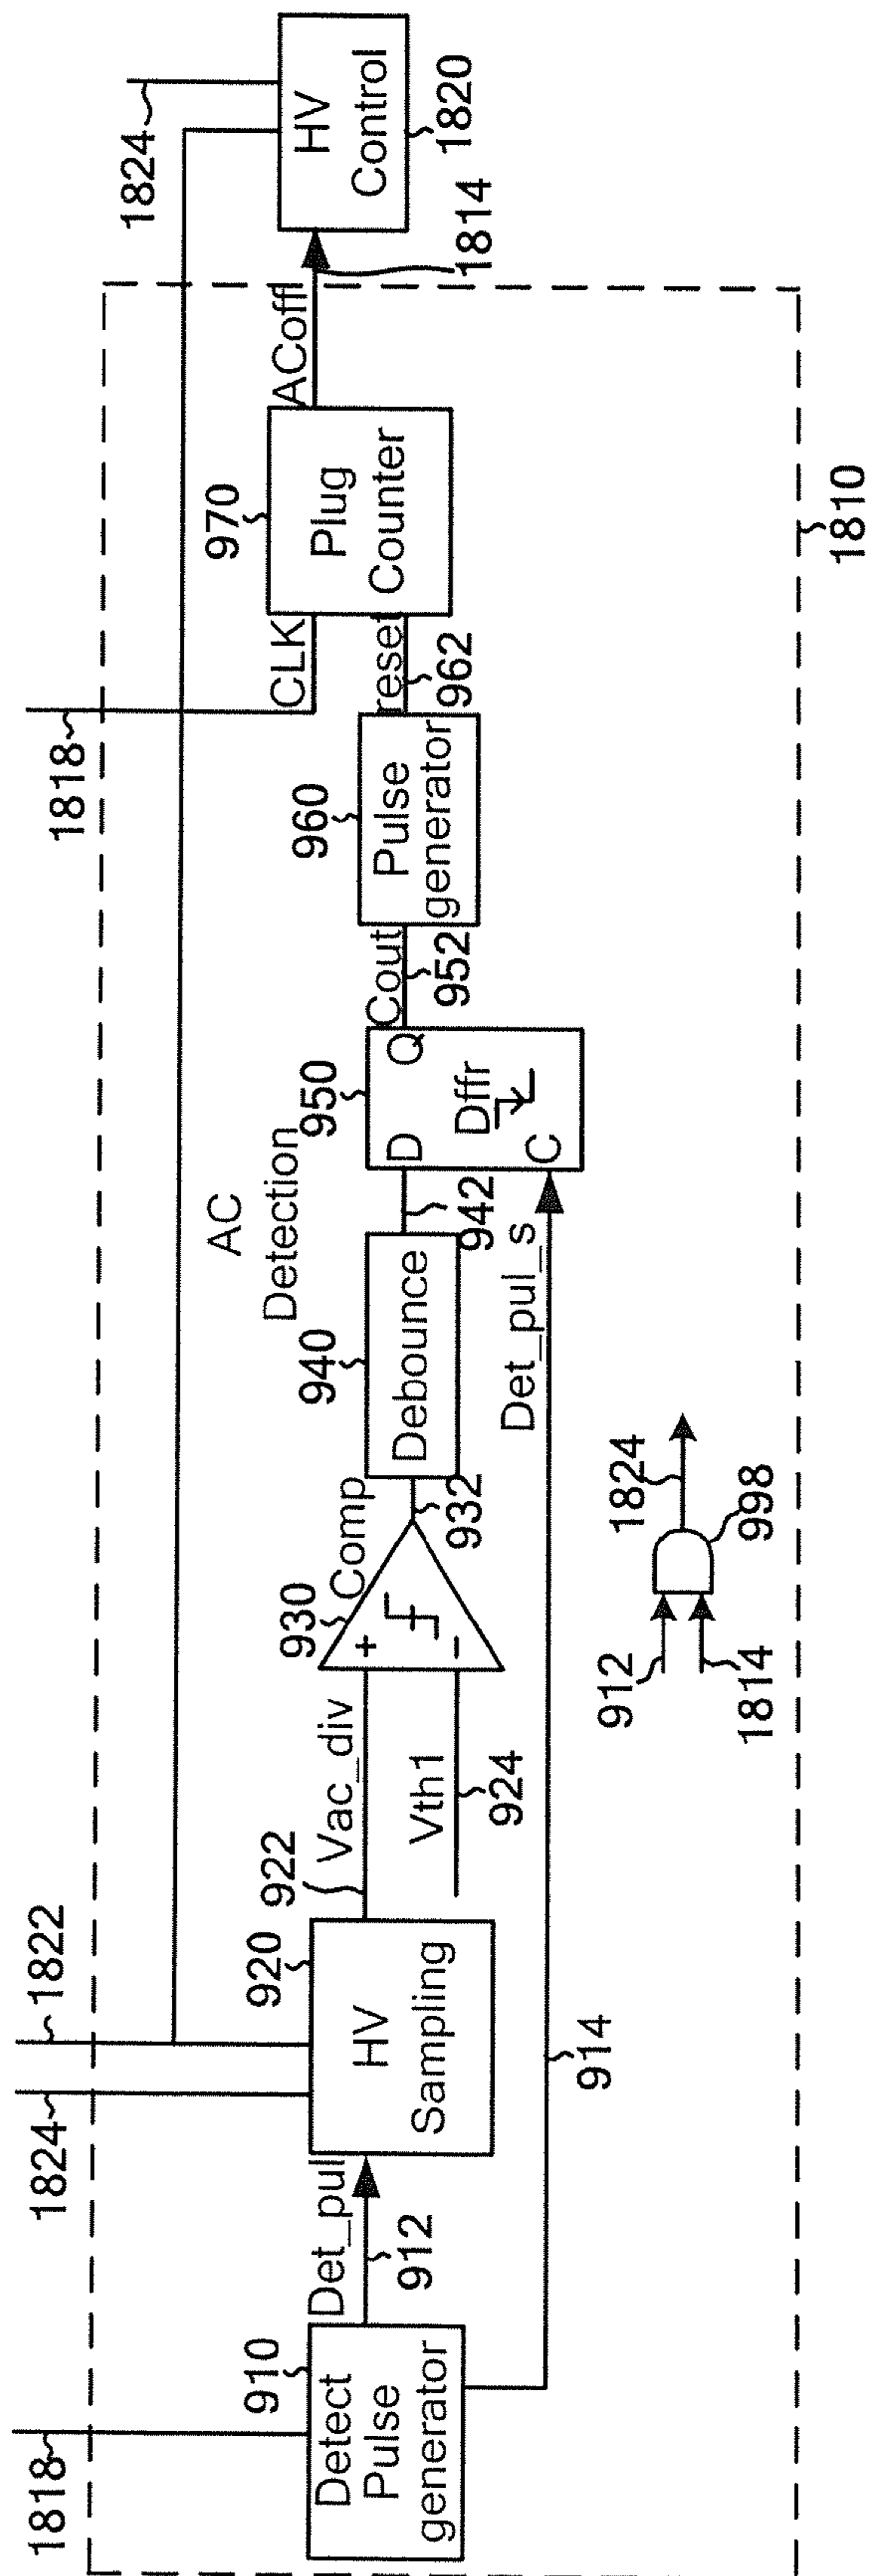 1818
910
Detect
Pulse
generator
Det_pul
912
914
1824
1822
920
HV
Sampling
922
Vac_div
Vth1
924
930
+
-
Comp
932
940
Debounce
942
Det_pul_s
AC
Detection
950
D
Q
Dffr
C
Cout
952
960
Pulse
generator
reset
962
1818
CLK
970
Plug
Counter
ACoff
1814
1824
HV
Control
1820
912
1814
1824
998
1810